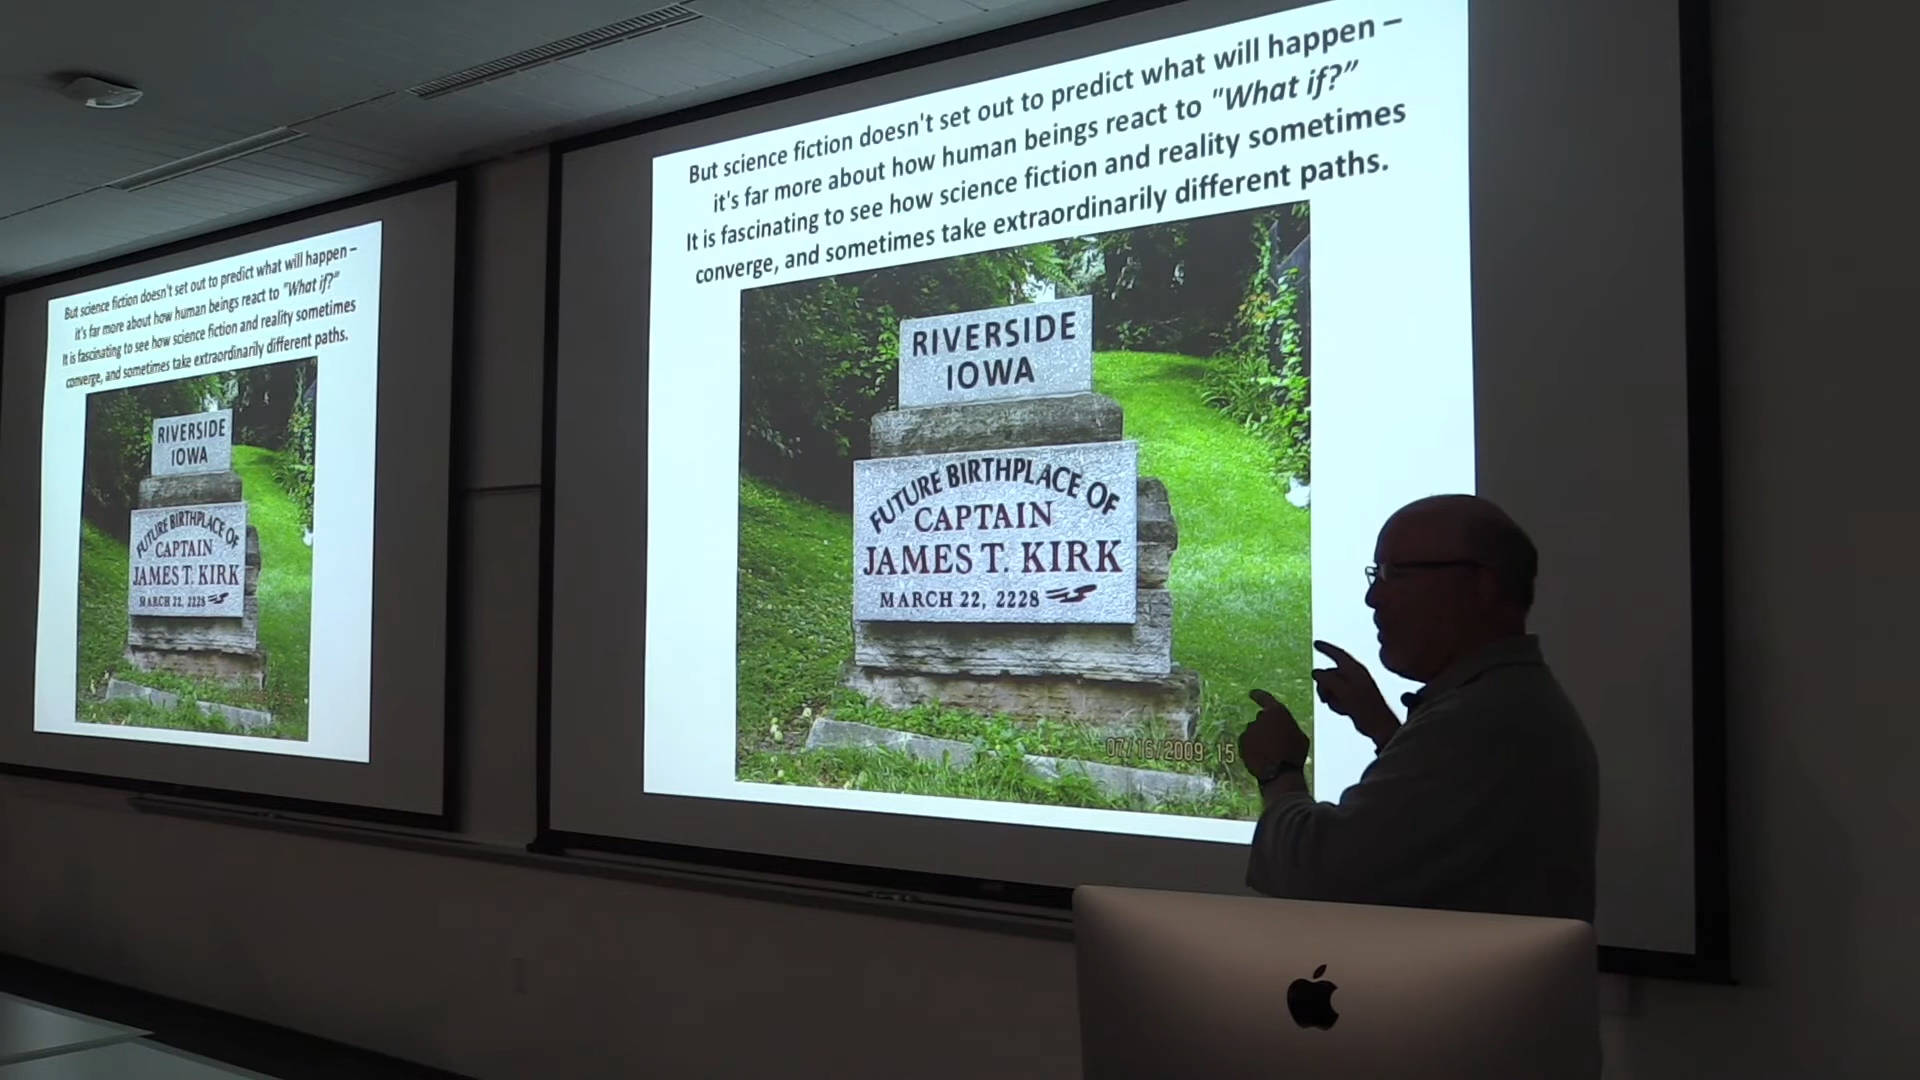 But science fiction doesn't set out to predict what will happen –
it's far more about how human beings react to "What if?"
It is fascinating to see how science fiction and reality sometimes
converge, and sometimes take extraordinarily different paths.
RIVERSIDE
IOWA
FUTURE BIRTHPLACE OF
CAPTAIN
JAMES T. KIRK
MARCH 22, 2228
07/16/2009 15
But science fiction doesn't set out to predict what will happen –
it's far more about how human beings react to "What if?"
It is fascinating to see how science fiction and reality sometimes
converge, and sometimes take extraordinarily different paths.
RIVERSIDE
IOWA
FUTURE BIRTHPLACE OF
CAPTAIN
JAMES T. KIRK
MARCH 22, 2228